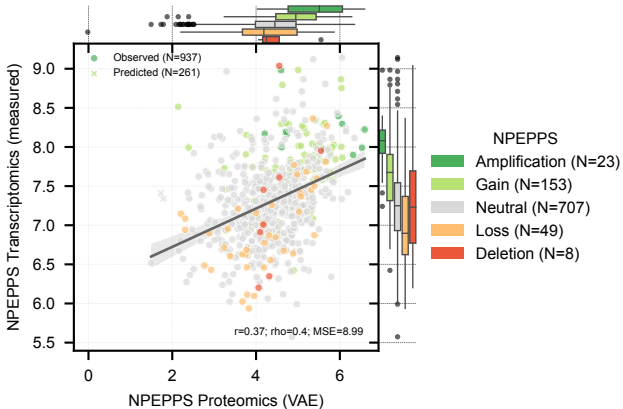 Observed (N=937)
Predicted (N=261)
9.0
8.5
8.0
7.5
7.0
6.5
6.0
5.5
NPEPPS Transcriptomics (measured)
r=0.37; rho=0.4; MSE=8.99
0 2 4 6
NPEPPS Proteomics (VAE)
NPEPPS
Amplification (N=23)
Gain (N=153)
Neutral (N=707)
Loss (N=49)
Deletion (N=8)